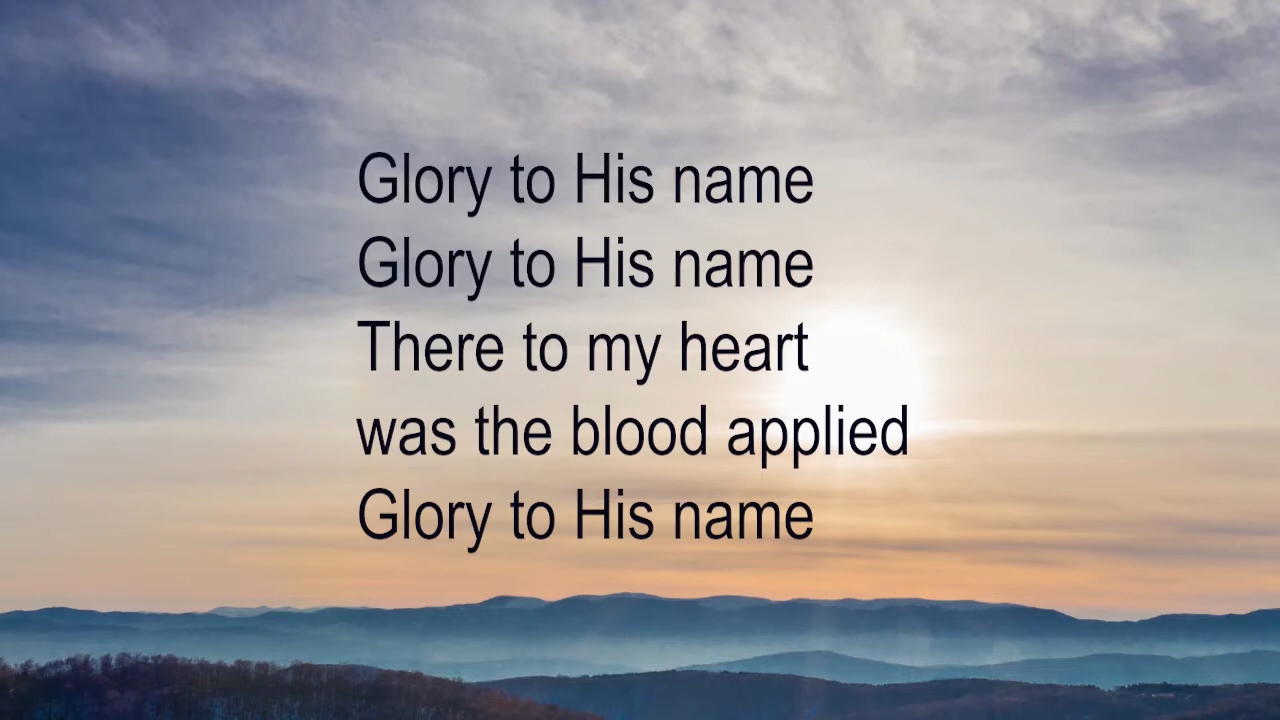 Glory to His name
Glory to His name
There to my heart
was the blood applied
Glory to His name